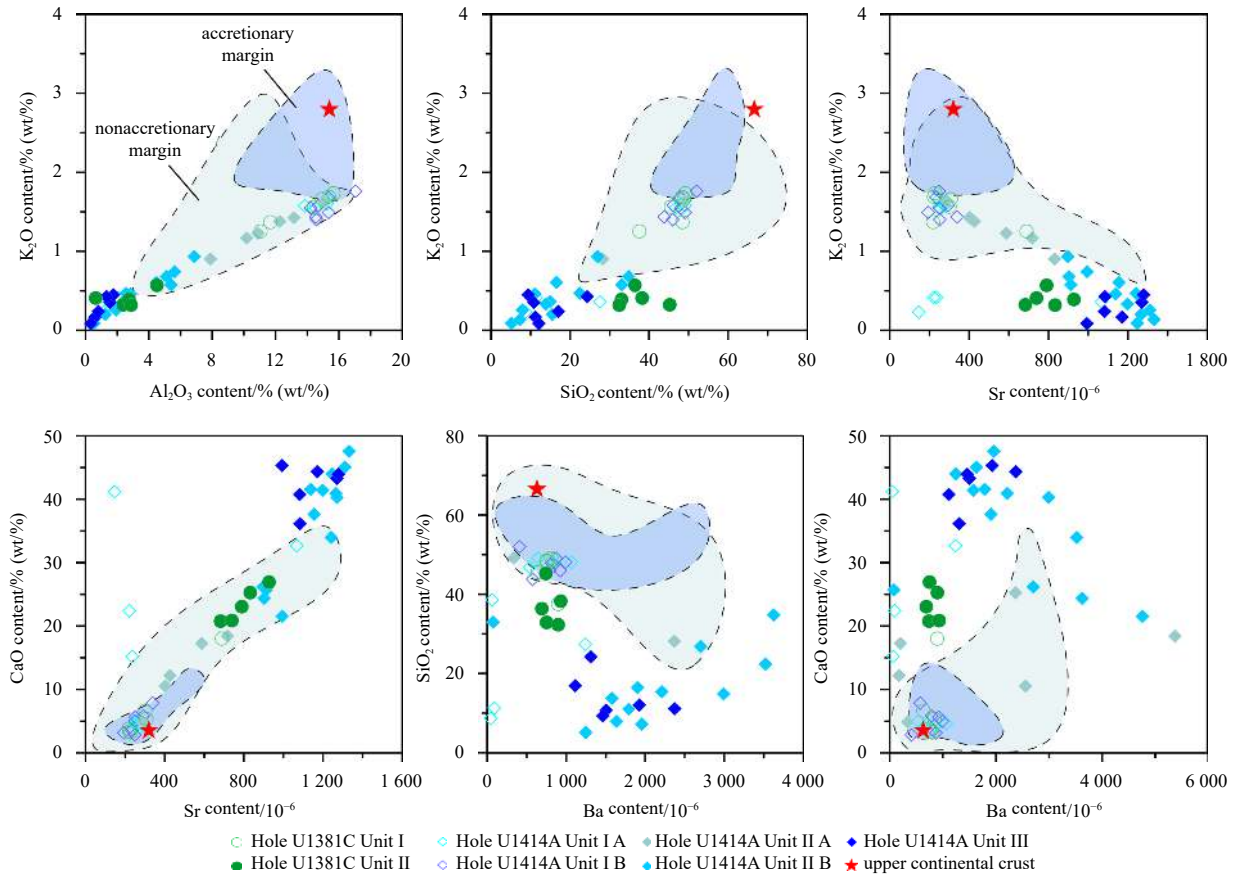 accretionary
margin
nonaccretionary
margin
K₂O content/% (wt/%)
4
3
2
1
0
0 4 8 12 16 20
Al₂O₃ content/% (wt/%)
K₂O content/% (wt/%)
4
3
2
1
0
0 20 40 60 80
SiO₂ content/% (wt/%)
K₂O content/% (wt/%)
4
3
2
1
0
0 400 800 1 200 1 800
Sr content/10⁻⁶
CaO content/% (wt/%)
50
40
30
20
10
0
0 400 800 1 200 1 600
Sr content/10⁻⁶
SiO₂ content/% (wt/%)
80
60
40
20
0
0 1 000 2 000 3 000 4 000
Ba content/10⁻⁶
CaO content/% (wt/%)
50
40
30
20
10
0
0 2 000 4 000 6 000
Ba content/10⁻⁶
Hole U1381C Unit I Hole U1414A Unit I A Hole U1414A Unit II A Hole U1414A Unit III
Hole U1381C Unit II Hole U1414A Unit I B Hole U1414A Unit II B upper continental crust